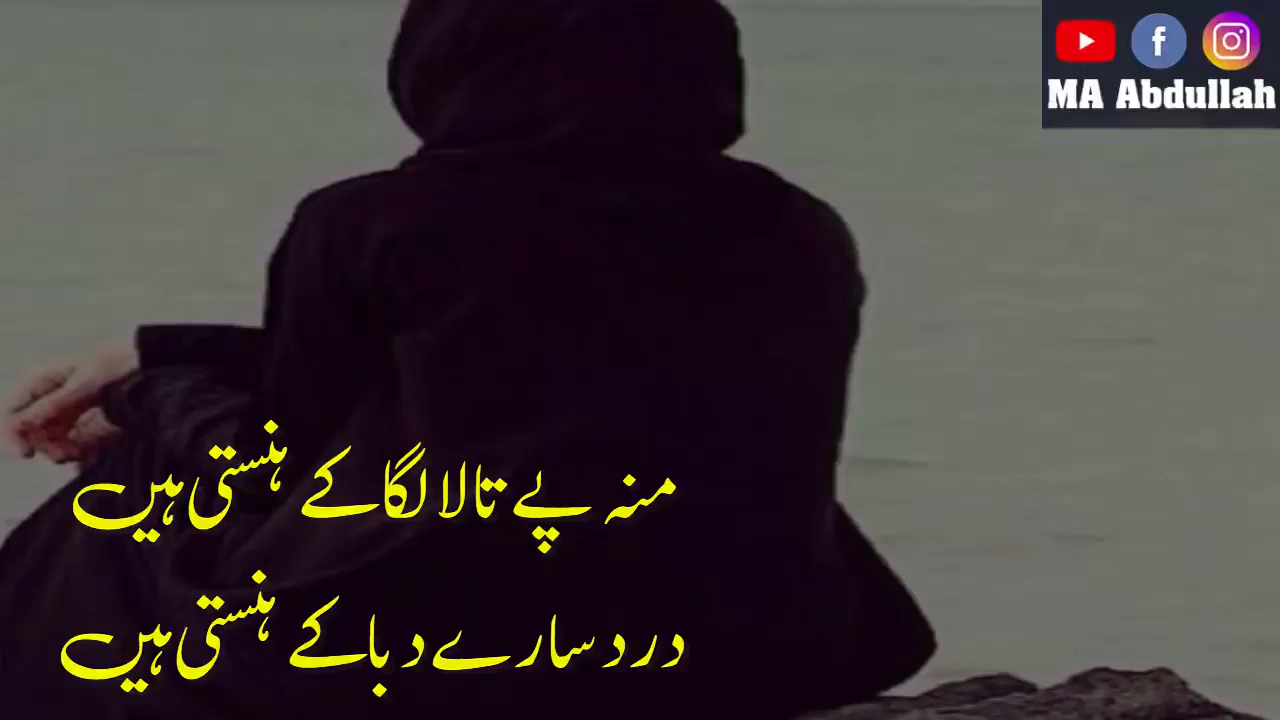 MA Abdullah
منہ پے تالا لگا کے ہنستی ہیں
درد سارے دبا کے ہنستی ہیں